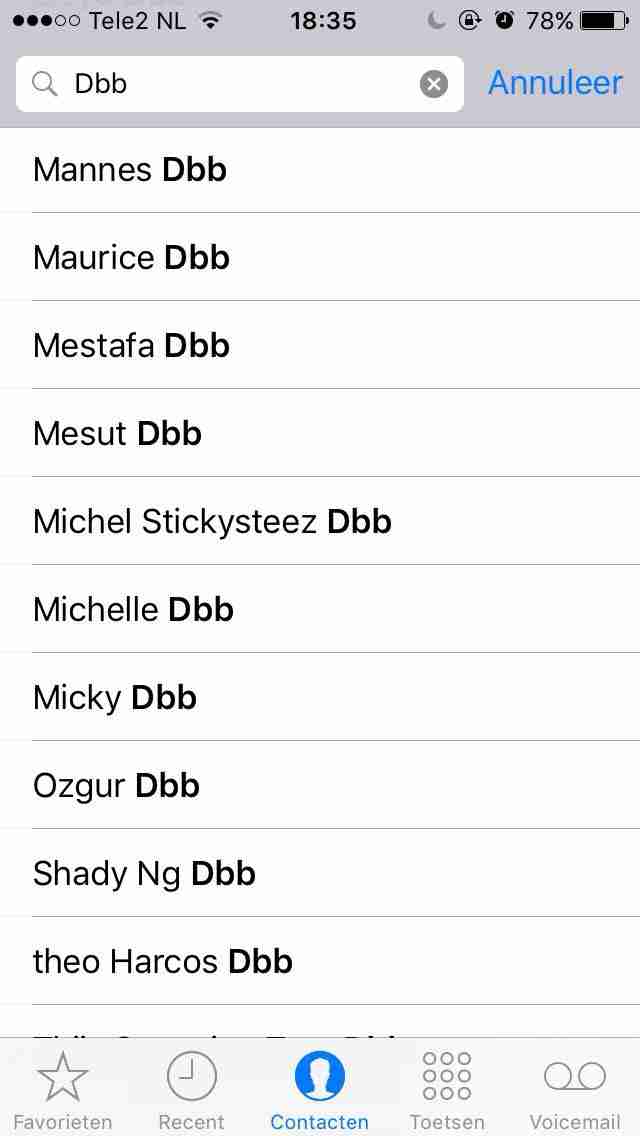 Tele2 NL 18:35 78%
Dbb Annuleer
Mannes Dbb
Maurice Dbb
Mestafa Dbb
Mesut Dbb
Michel Stickysteez Dbb
Michelle Dbb
Micky Dbb
Ozgur Dbb
Shady Ng Dbb
theo Harcos Dbb
Favorieten Recent Contacten Toetsen Voicemail